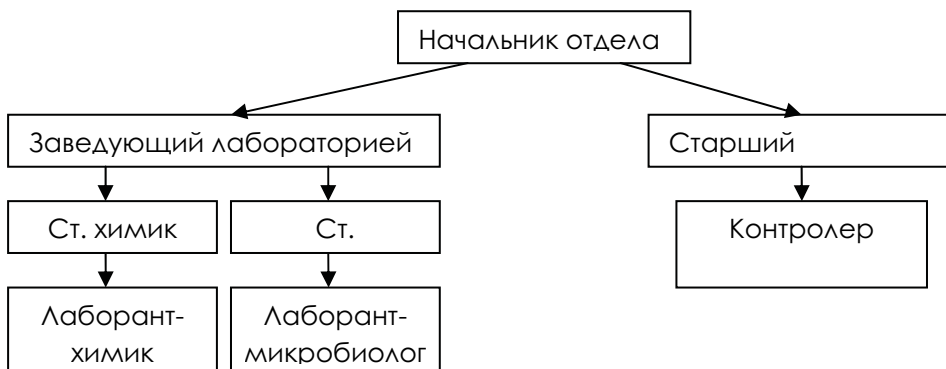 Начальник отдела
Заведующий лабораторией
Старший
Ст. химик
Ст.
Контролер
Лаборант-
химик
Лаборант-
микробиолог